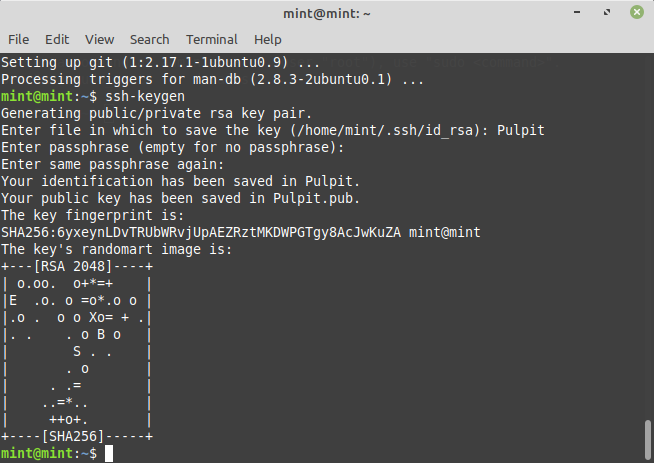 mint@mint: ~
File Edit View Search Terminal Help
Setting up git (1:2.17.1-1ubuntu0.9) ...
Processing triggers for man-db (2.8.3-2ubuntu0.1) ...
mint@mint:~$ ssh-keygen
Generating public/private rsa key pair.
Enter file in which to save the key (/home/mint/.ssh/id_rsa): Pulpit
Enter passphrase (empty for no passphrase):
Enter same passphrase again:
Your identification has been saved in Pulpit.
Your public key has been saved in Pulpit.pub.
The key fingerprint is:
SHA256:6yxeynLDvTRUbWRvjUpAEZRztMKDWPGTgy8AcJwKuZA mint@mint
The key's randomart image is:
+---[RSA 2048]----+
| o.oo.  o+*=+    |
|E  .o. o =o*.o o |
|.o .  o o Xo= + .|
|. .    . o B o   |
|        S . .    |
|       . o       |
|     . .=        |
|    ..=*..       |
|     ++o+.       |
+----[SHA256]-----+
mint@mint:~$